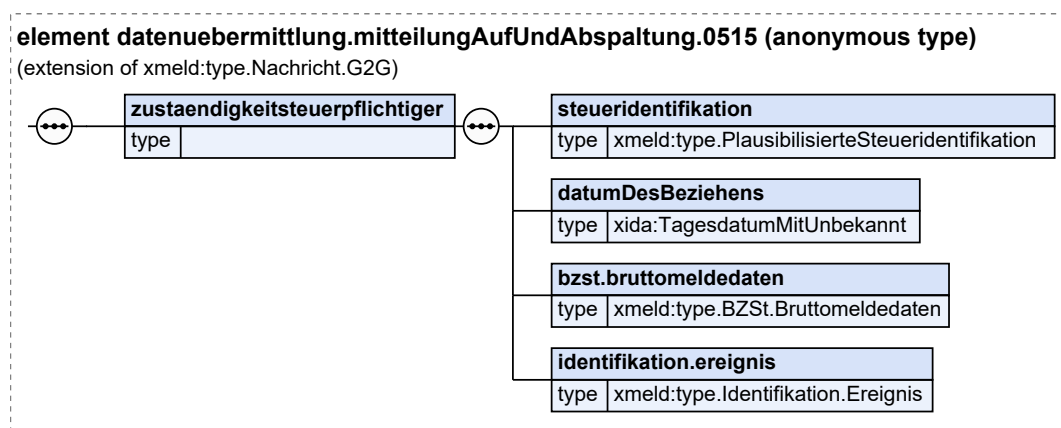 element datenuebermittlung.mitteilungAufUndAbspaltung.0515 (anonymous type)
(extension of xmeld:type.Nachricht.G2G)
zustaendigkeitsteuerpflichtiger
type
steueridentifikation
type xmeld:type.PlausibilisierteSteueridentifikation
datumDesBeziehens
type xida:TagesdatumMitUnbekannt
bzst.bruttomeldedaten
type xmeld:type.BZSt.Bruttomeldedaten
identifikation.ereignis
type xmeld:type.Identifikation.Ereignis